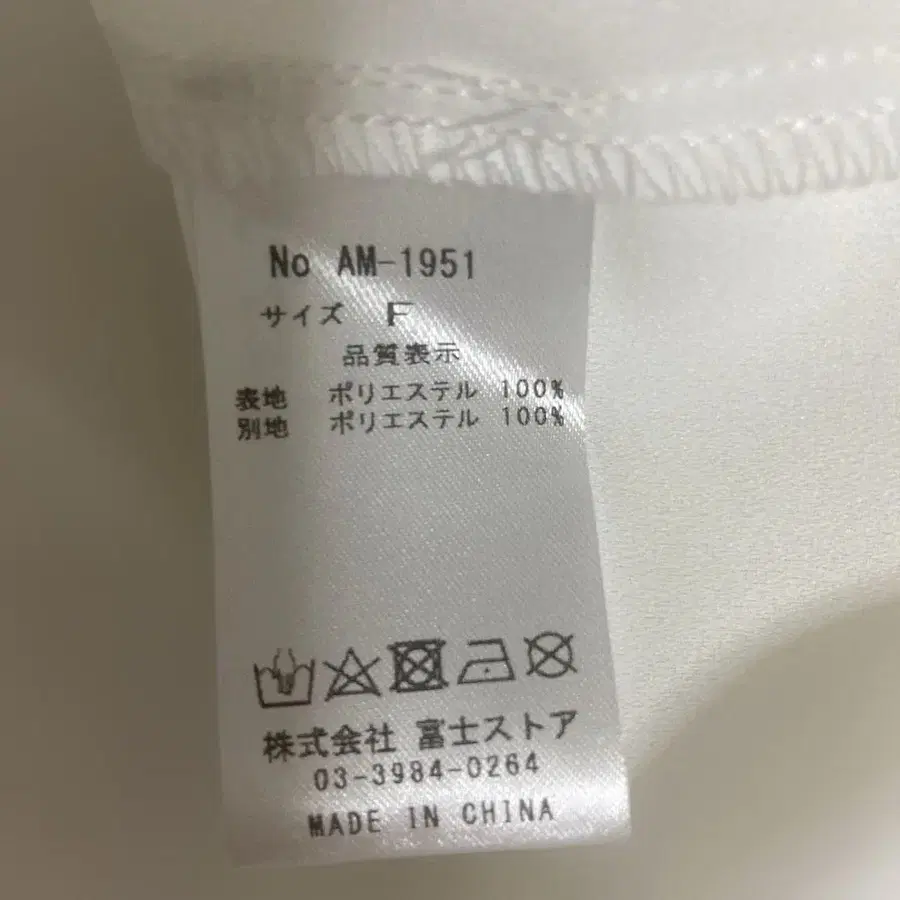 No AM-1951
サイズ F
品質表示
表地 ポリエステル 100%
別地 ポリエステル 100%
株式会社 富士ストア
03-3984-0264
MADE IN CHINA